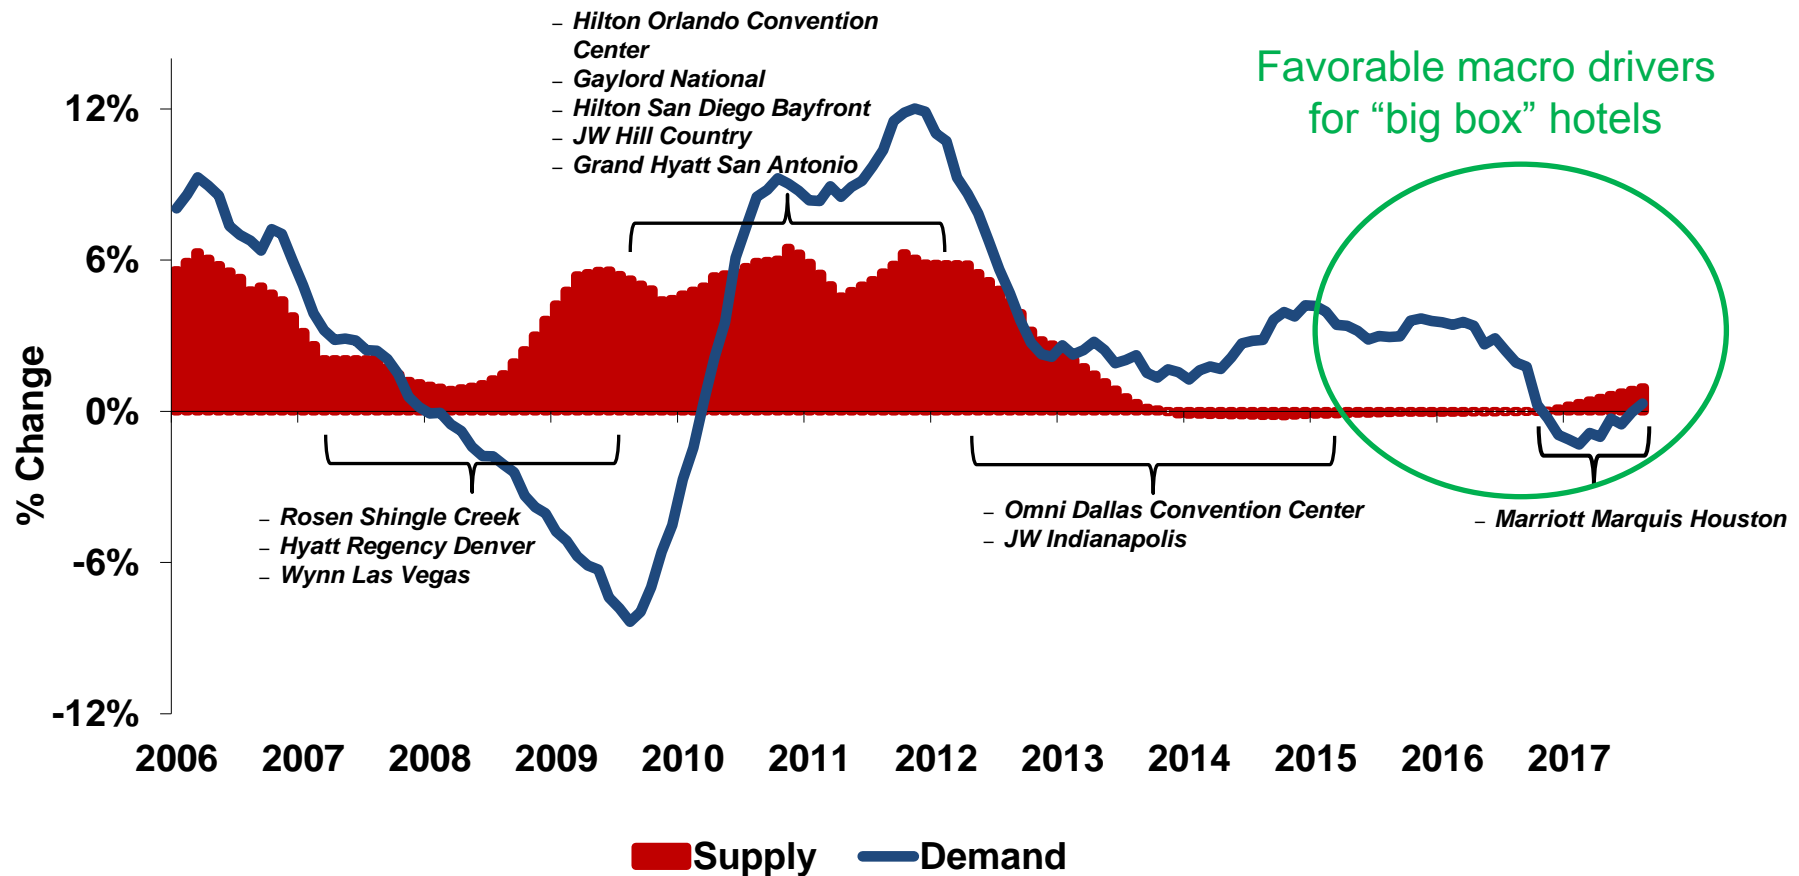 – Hilton Orlando Convention
Center
– Gaylord National
– Hilton San Diego Bayfront
– JW Hill Country
– Grand Hyatt San Antonio
Favorable macro drivers
for “big box” hotels
12%
6%
0%
-6%
-12%
% Change
– Rosen Shingle Creek
– Hyatt Regency Denver
– Wynn Las Vegas
– Omni Dallas Convention Center
– JW Indianapolis
– Marriott Marquis Houston
2006 2007 2008 2009 2010 2011 2012 2013 2014 2015 2016 2017
Supply Demand